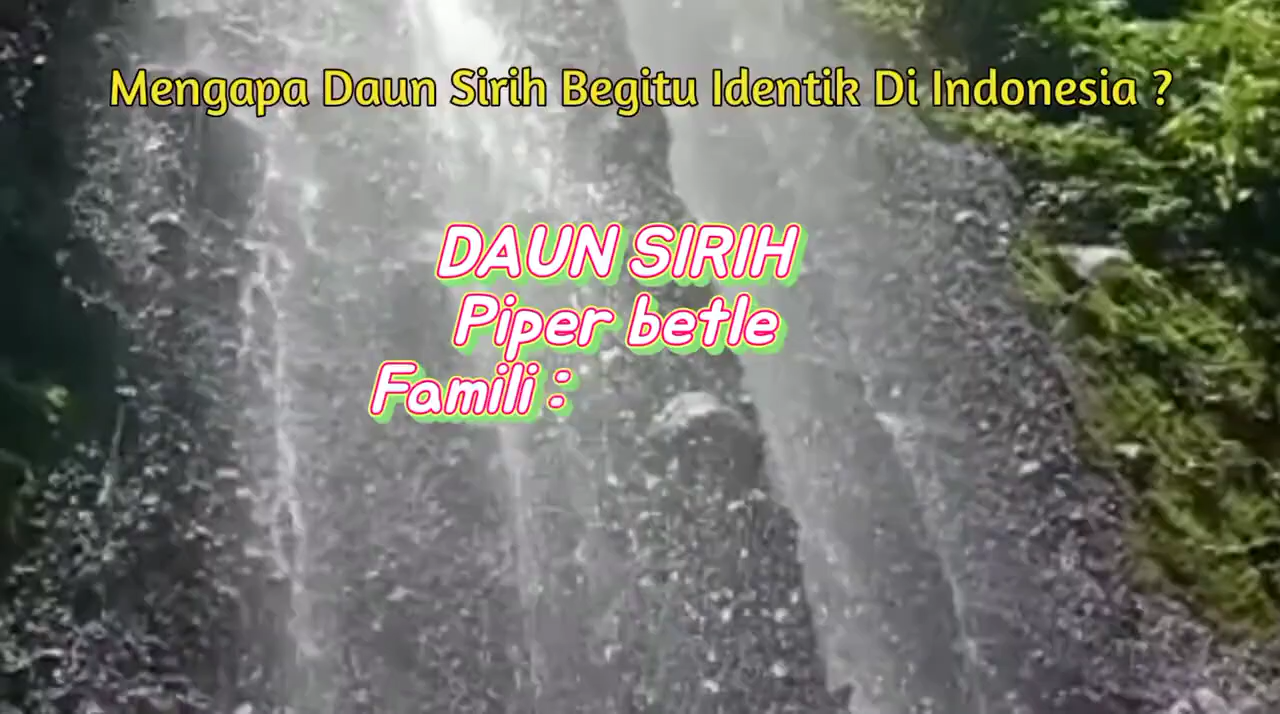 Mengapa Daun Sirih Begitu Identik Di Indonesia ?
DAUN SIRIH
Piper betle
Famili :